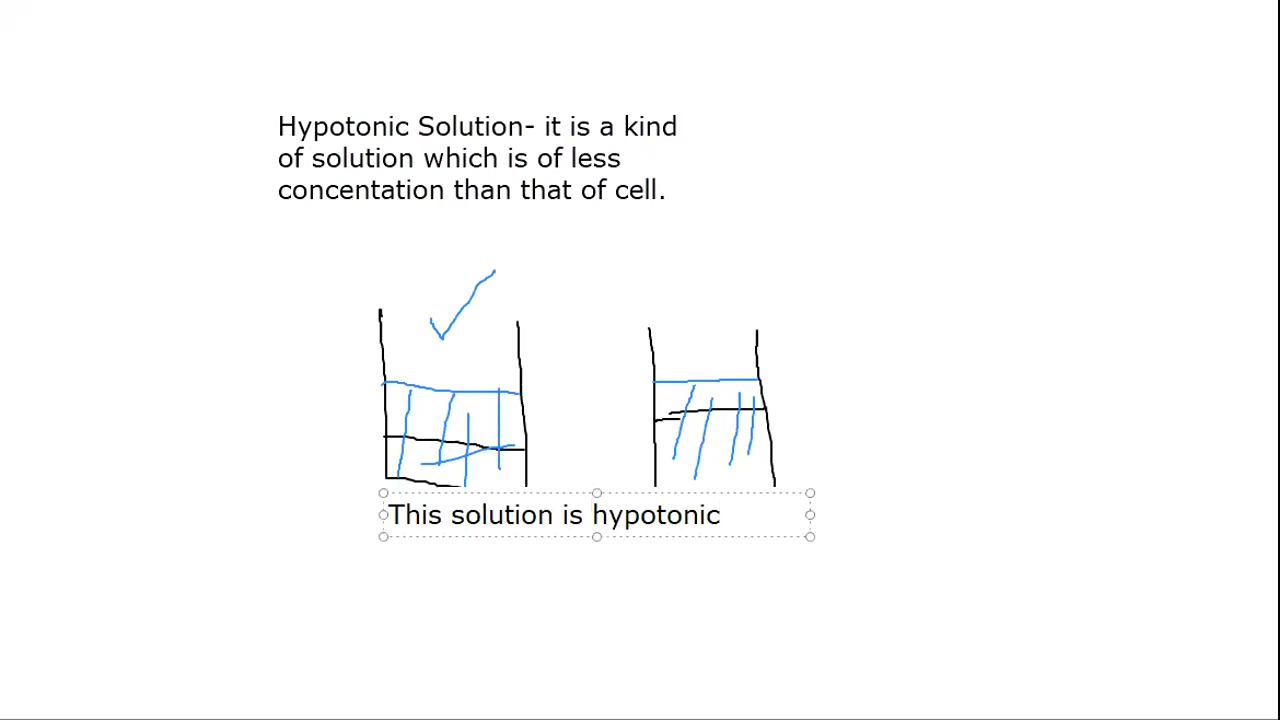 Hypotonic Solution- it is a kind
of solution which is of less
concentation than that of cell.
This solution is hypotonic